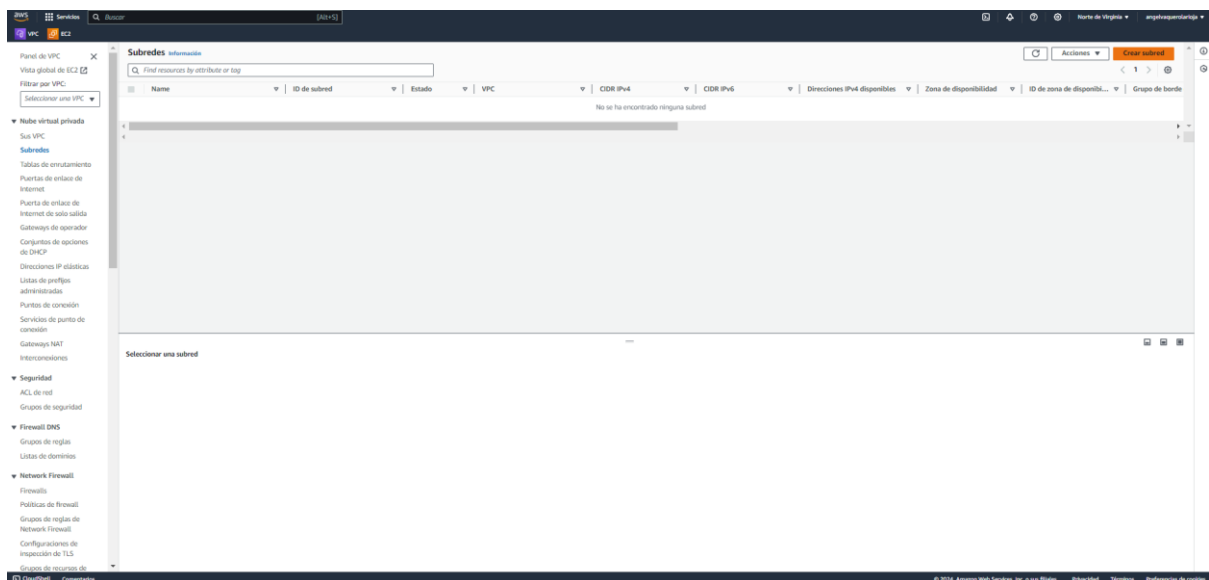 aws
Servicios
Buscar
[Alt+S]
Norte de Virginia
angelvaquerolarioja
VPC
EC2
Panel de VPC
Vista global de EC2
Filtrar por VPC:
Seleccionar una VPC
Nube virtual privada
Sus VPC
Subredes
Tablas de enrutamiento
Puertas de enlace de
Internet
Puerta de enlace de
Internet de solo salida
Gateways de operador
Conjuntos de opciones
de DHCP
Direcciones IP elásticas
Listas de prefijos
administradas
Puntos de conexión
Servicios de punto de
conexión
Gateways NAT
Interconexiones
Seguridad
ACL de red
Grupos de seguridad
Firewall DNS
Grupos de reglas
Listas de dominios
Network Firewall
Firewalls
Políticas de firewall
Grupos de reglas de
Network Firewall
Configuraciones de
inspección de TLS
Grupos de recursos de
Subredes Información
Acciones
Crear subred
Find resources by attribute or tag
1
Name
ID de subred
Estado
VPC
CIDR IPv4
CIDR IPv6
Direcciones IPv4 disponibles
Zona de disponibilidad
ID de zona de disponibi...
Grupo de borde
No se ha encontrado ninguna subred
Seleccionar una subred
CloudShell Comentarios
© 2024, Amazon Web Services, Inc. o sus filiales. Privacidad Términos Preferencias de cookies